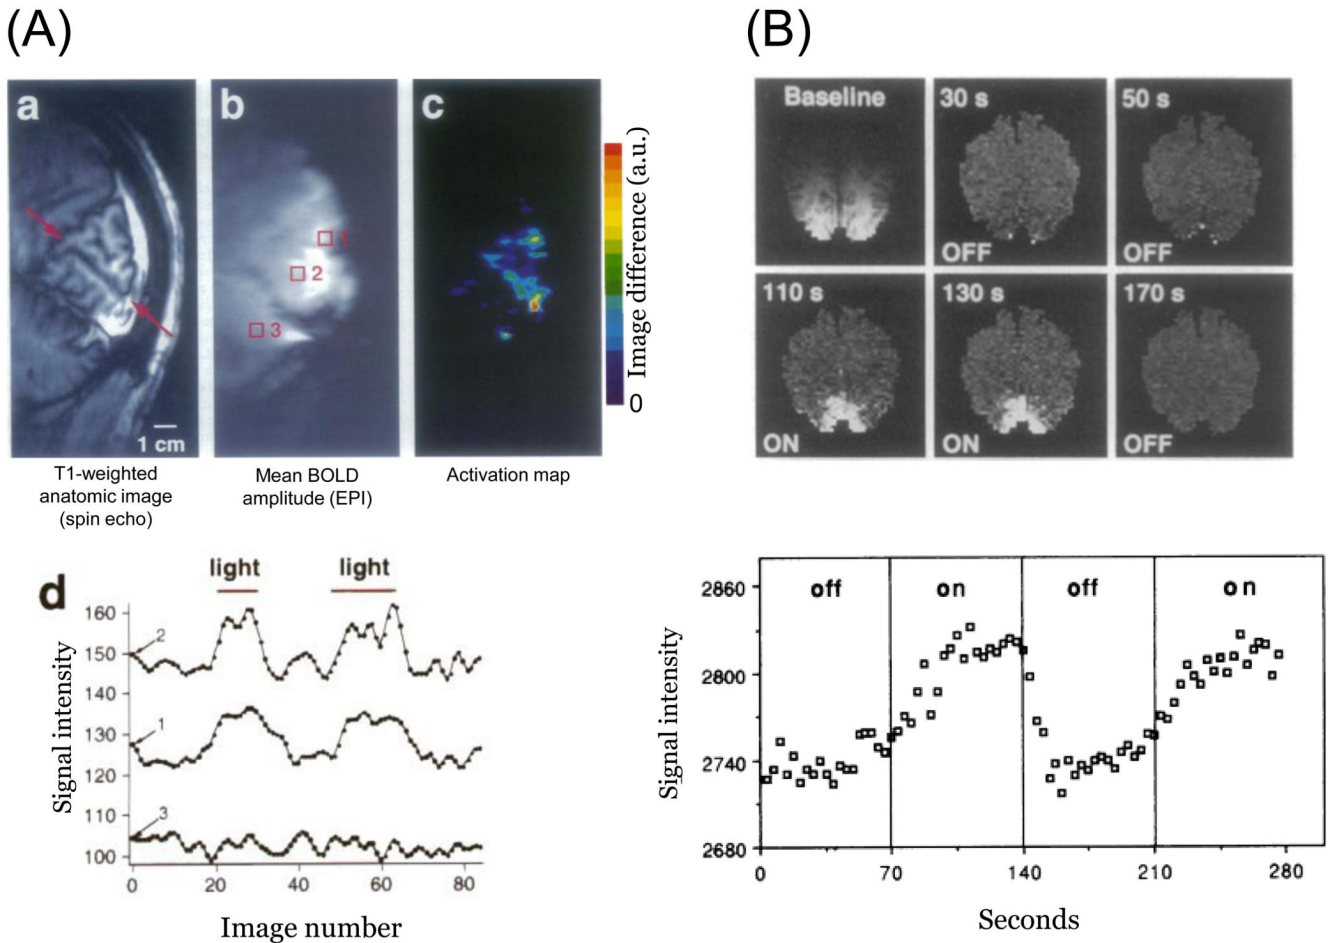 (A)
a
b
c
1
2
3
1 cm
Image difference (a.u.)
0
T1-weighted
anatomic image
(spin echo)
Mean BOLD
amplitude (EPI)
Activation map
d
light
light
Signal intensity
160
150
140
130
120
110
100
2
1
3
0
20
40
60
80
Image number
(B)
Baseline
30 s
OFF
50 s
OFF
110 s
ON
130 s
ON
170 s
OFF
Signal intensity
2860
2800
2740
2680
off
on
off
on
0
70
140
210
280
Seconds